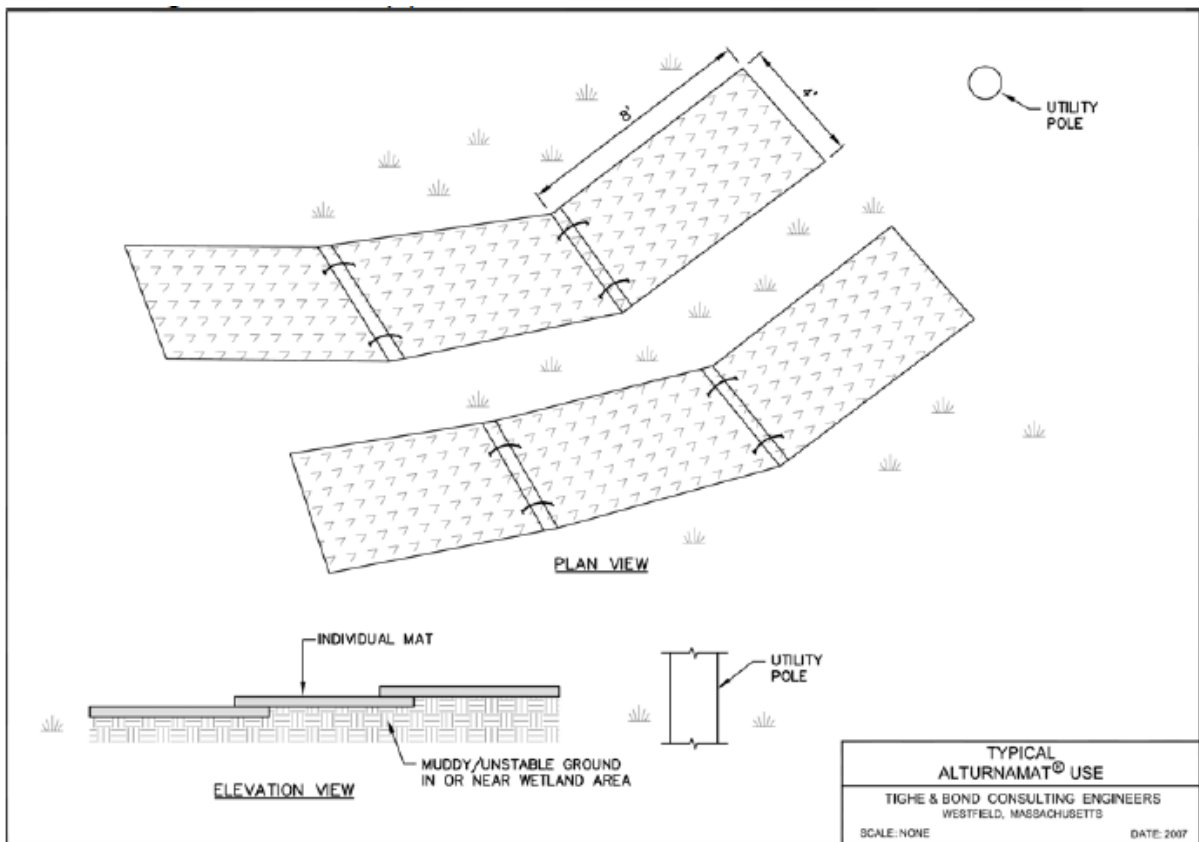 8'
4'
UTILITY
POLE
PLAN VIEW
INDIVIDUAL MAT
MUDDY/UNSTABLE GROUND
IN OR NEAR WETLAND AREA
ELEVATION VIEW
UTILITY
POLE
TYPICAL
ALTURNAMAT® USE
TIGHE & BOND CONSULTING ENGINEERS
WESTFIELD, MASSACHUSETTS
SCALE: NONE DATE: 2007